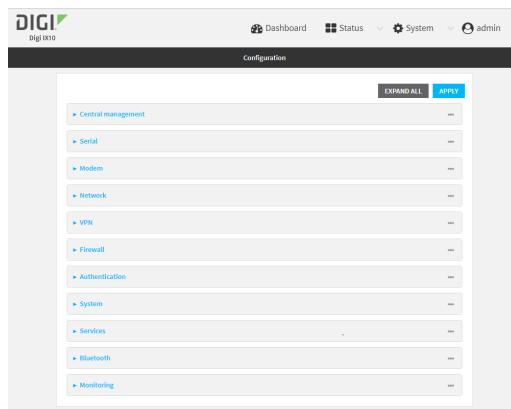 DIGI
Digi IX10
Dashboard
Status
System
admin
Configuration
EXPAND ALL
APPLY
Central management
Serial
Modem
Network
VPN
Firewall
Authentication
System
Services
Bluetooth
Monitoring